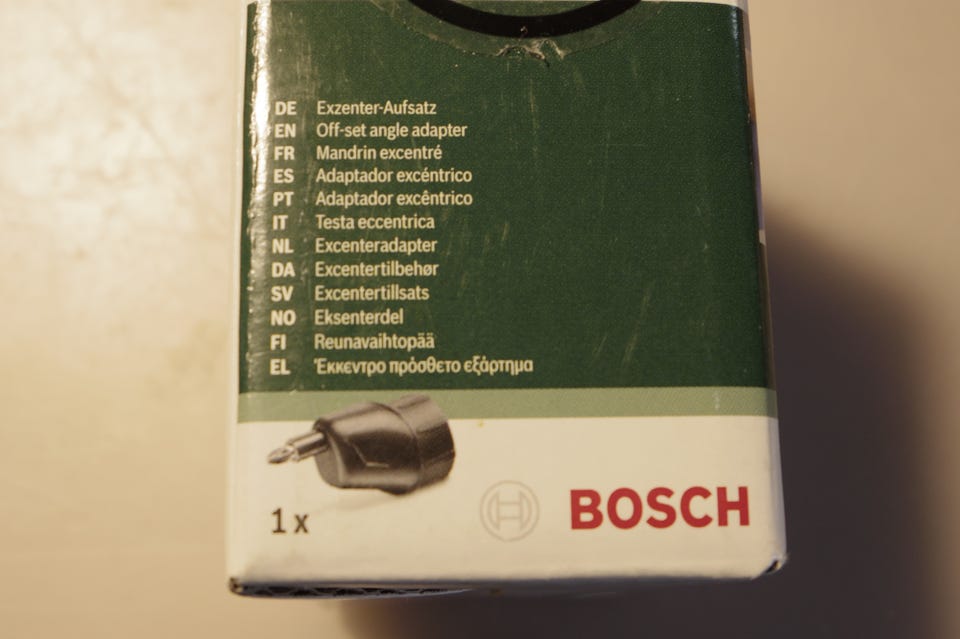 DE Exzenter-Aufsatz
EN Off-set angle adapter
FR Mandrin excentré
ES Adaptador excéntrico
PT Adaptador excêntrico
IT Testa eccentrica
NL Excenteradapter
DA Excentertilbehør
SV Excentertillsats
NO Eksenterdel
FI Reunavaihtopää
EL Έκκεντρο πρόσθετο εξάρτημα
1 x
BOSCH